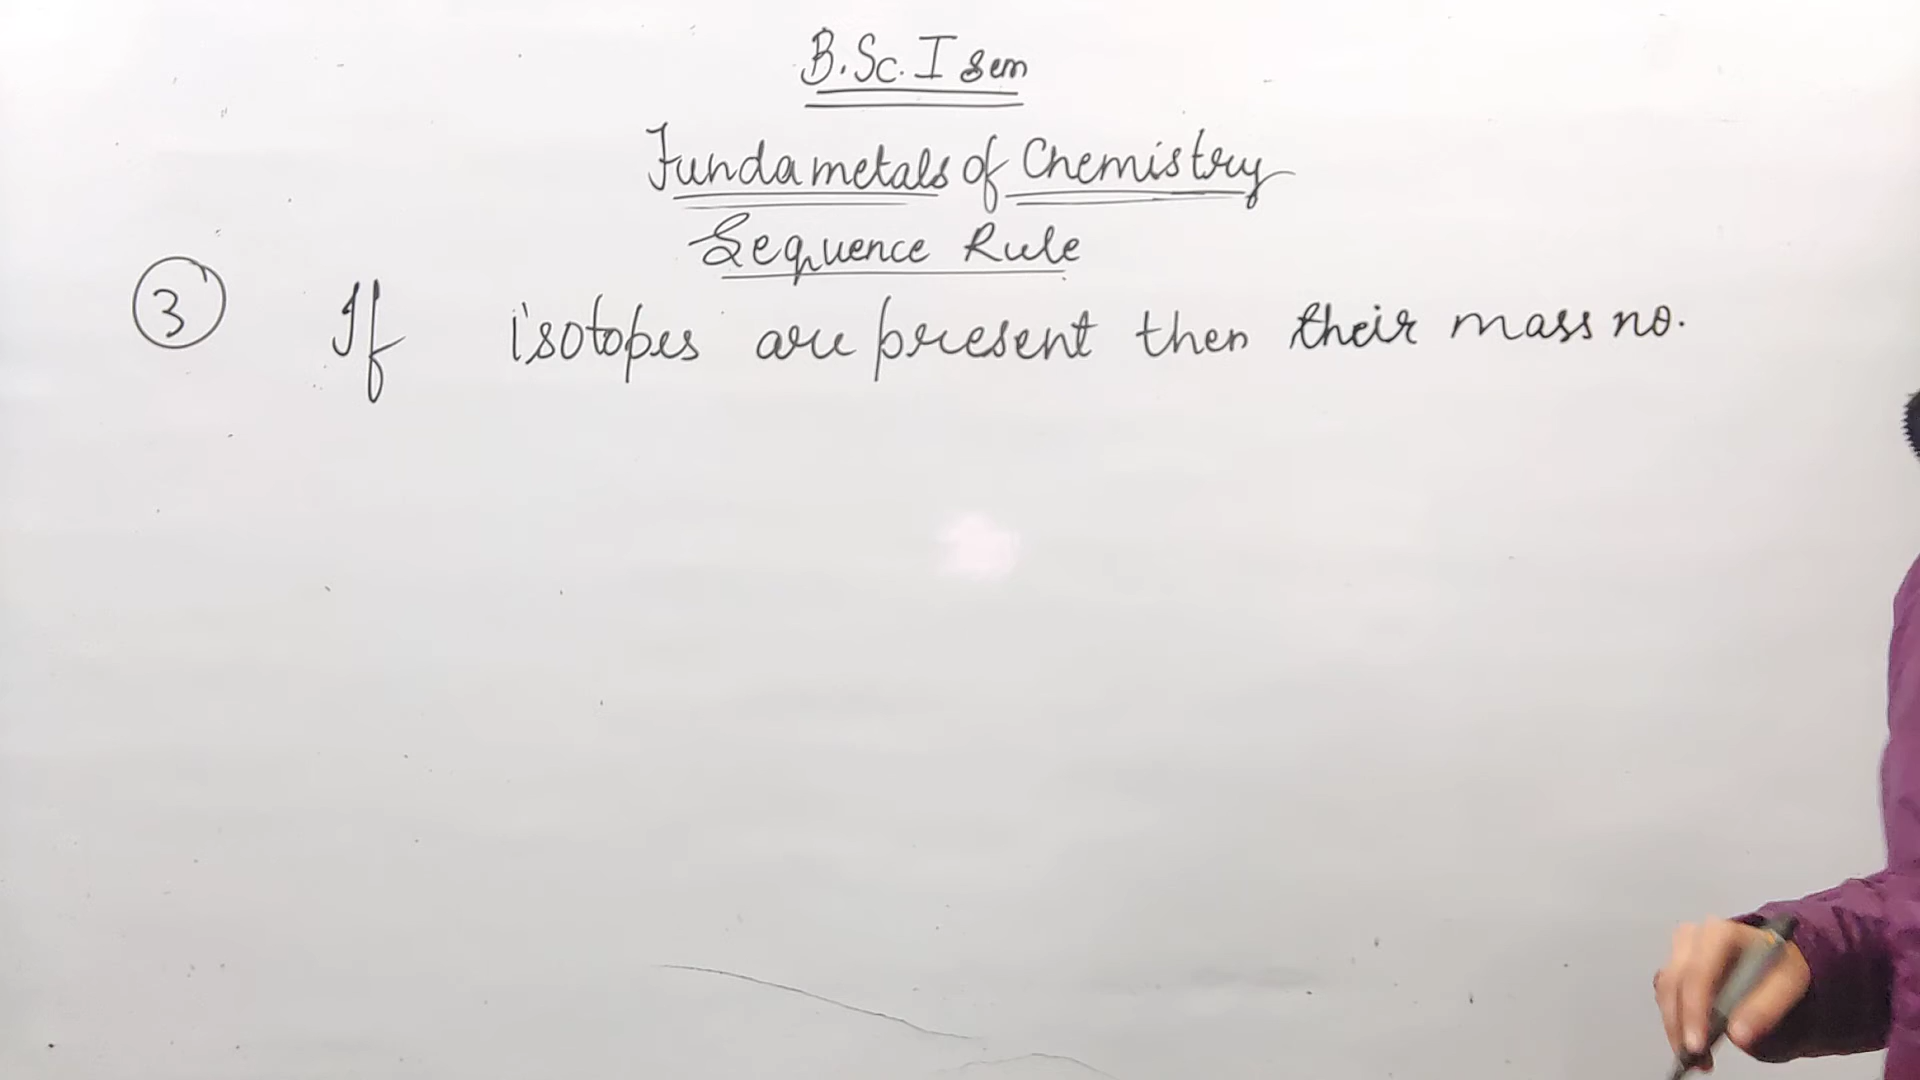 B.Sc. I sem
Fundametals of Chemistry
Sequence Rule
3 If isotopes are present then their mass no.